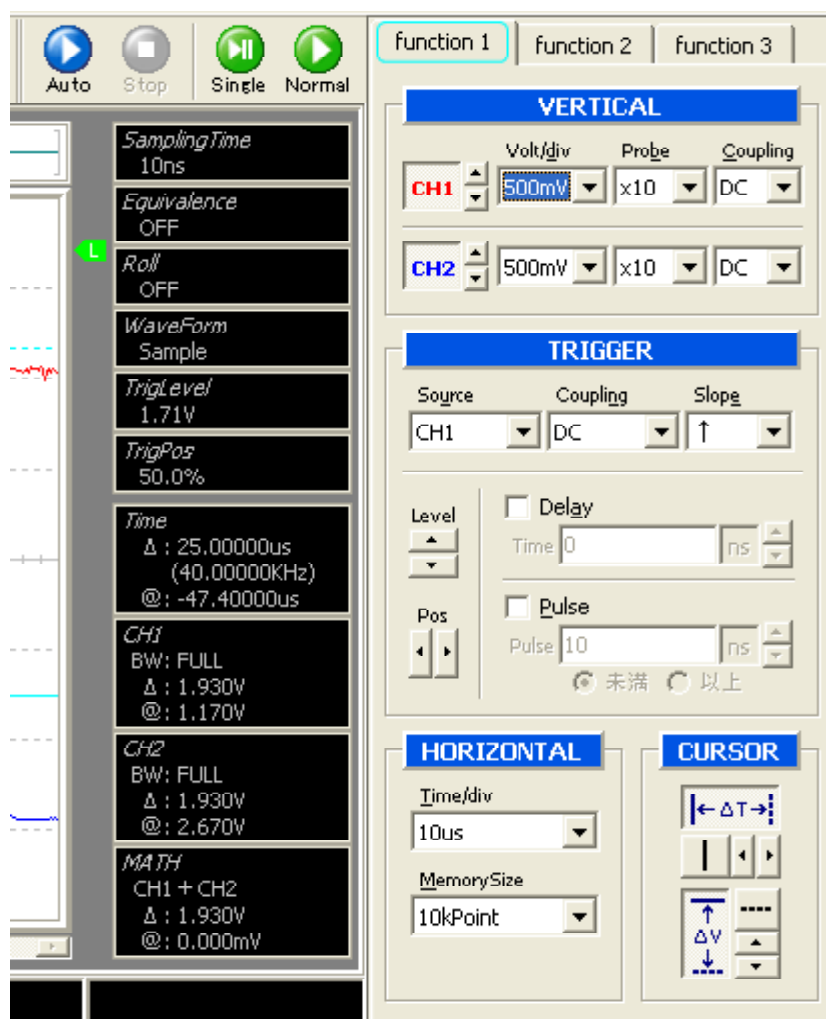 Auto
Stop
Single
Normal
SamplingTime
10ns
Equivalence
OFF
L
Roll
OFF
WaveForm
Sample
TrigLevel
1.71V
TrigPos
50.0%
Time
Δ : 25.00000us
(40.00000KHz)
@: -47.40000us
CH1
BW: FULL
Δ : 1.930V
@: 1.170V
CH2
BW: FULL
Δ : 1.930V
@: 2.670V
MATH
CH1 + CH2
Δ : 1.930V
@: 0.000mV
function 1
function 2
function 3
VERTICAL
Volt/div Probe Coupling
CH1 500mV x10 DC
CH2 500mV x10 DC
TRIGGER
Source Coupling Slope
CH1 DC ↑
Level
Pos
Delay
Time 0 ns
Pulse
Pulse 10 ns
未満 以上
HORIZONTAL
Time/div
10us
MemorySize
10kPoint
CURSOR
←ΔT→
ΔV